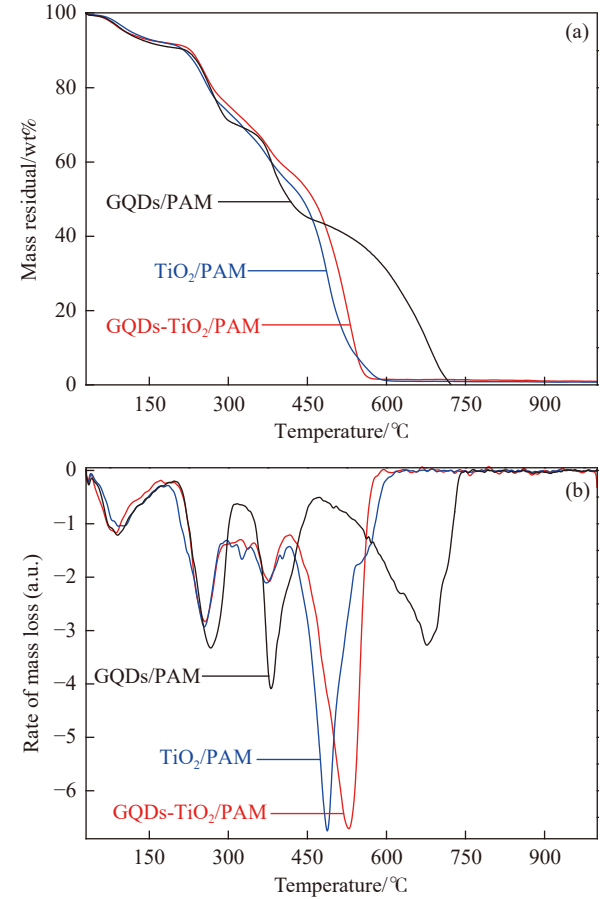 (a)
100
80
60
40
20
0
Mass residual/wt%
GQDs/PAM
TiO₂/PAM
GQDs-TiO₂/PAM
150 300 450 600 750 900
Temperature/℃
(b)
0
−1
−2
−3
−4
−5
−6
Rate of mass loss (a.u.)
GQDs/PAM
TiO₂/PAM
GQDs-TiO₂/PAM
150 300 450 600 750 900
Temperature/℃